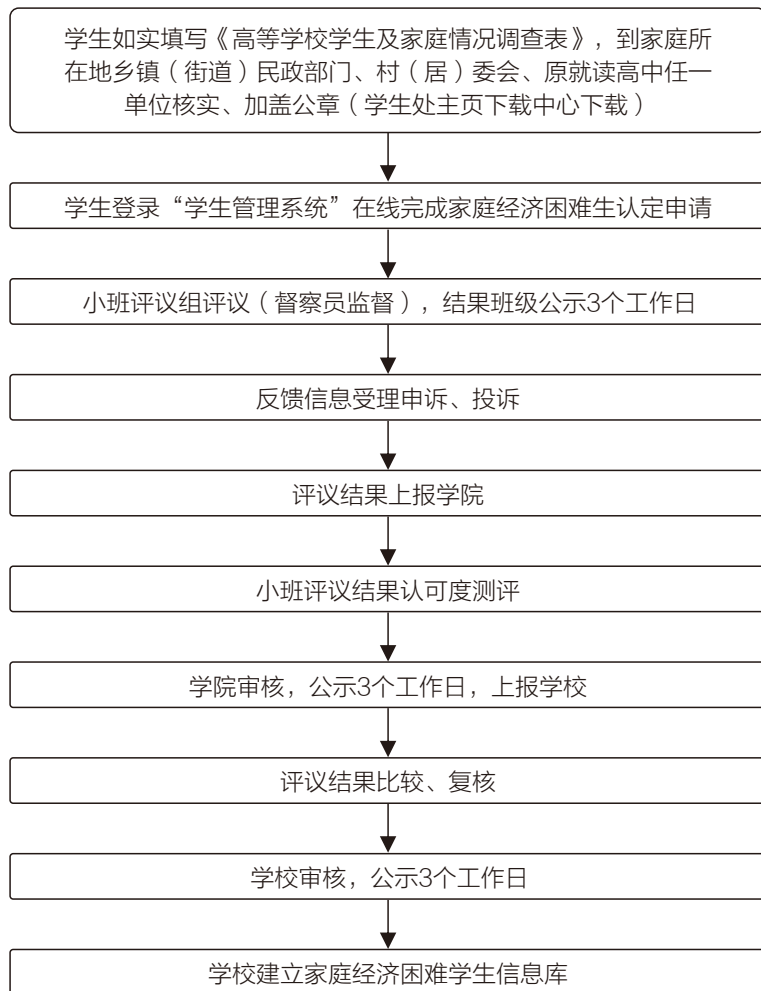 学生如实填写《高等学校学生及家庭情况调查表》，到家庭所
在地乡镇（街道）民政部门、村（居）委会、原就读高中任一
单位核实、加盖公章（学生处主页下载中心下载）
学生登录“学生管理系统”在线完成家庭经济困难生认定申请
小班评议组评议（督察员监督），结果班级公示3个工作日
反馈信息受理申诉、投诉
评议结果上报学院
小班评议结果认可度测评
学院审核，公示3个工作日，上报学校
评议结果比较、复核
学校审核，公示3个工作日
学校建立家庭经济困难学生信息库